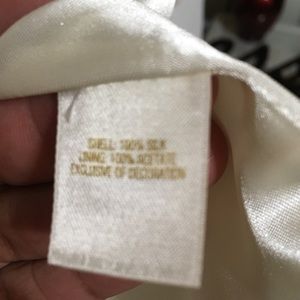 SHELL: 100% SILK
LINING: 100% ACETATE
EXCLUSIVE OF DECORATION